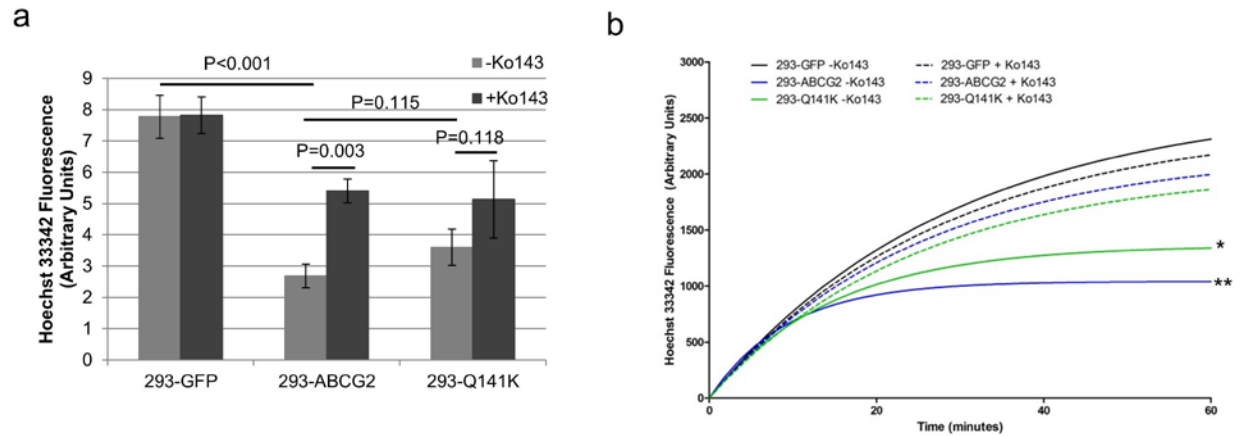 a
P<0.001
-Ko143
+Ko143
P=0.115
P=0.118
P=0.003
9
8
7
6
5
4
3
2
1
0
Hoechst 33342 Fluorescence
(Arbitrary Units)
293-GFP 293-ABCG2 293-Q141K
b
293-GFP -Ko143 293-GFP + Ko143
293-ABCG2 -Ko143 293-ABCG2 + Ko143
293-Q141K -Ko143 293-Q141K + Ko143
3000
2500
2000
1500
1000
500
0
Hoechst 33342 Fluorescence (Arbitrary Units)
*
**
0 20 40 60
Time (minutes)